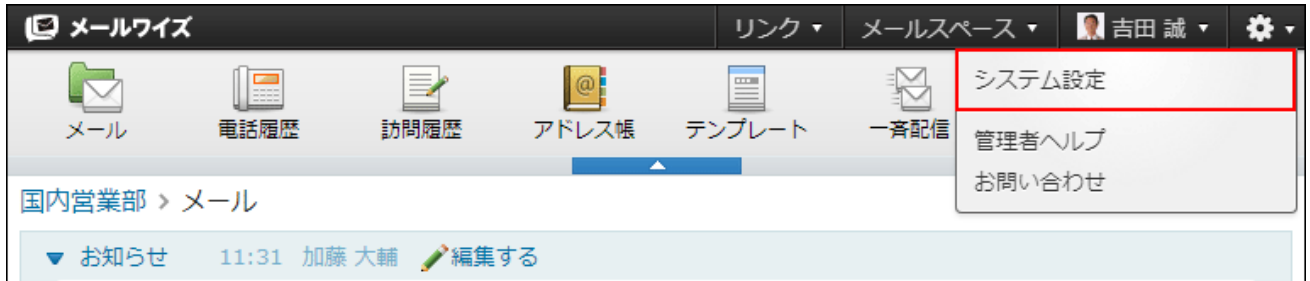 メールワイズ リンク ▼ メールスペース ▼ 吉田 誠 ▼
システム設定
メール 電話履歴 訪問履歴 アドレス帳 テンプレート 一斉配信
管理者ヘルプ
お問い合わせ
国内営業部 > メール
▼ お知らせ 11:31 加藤 大輔 編集する